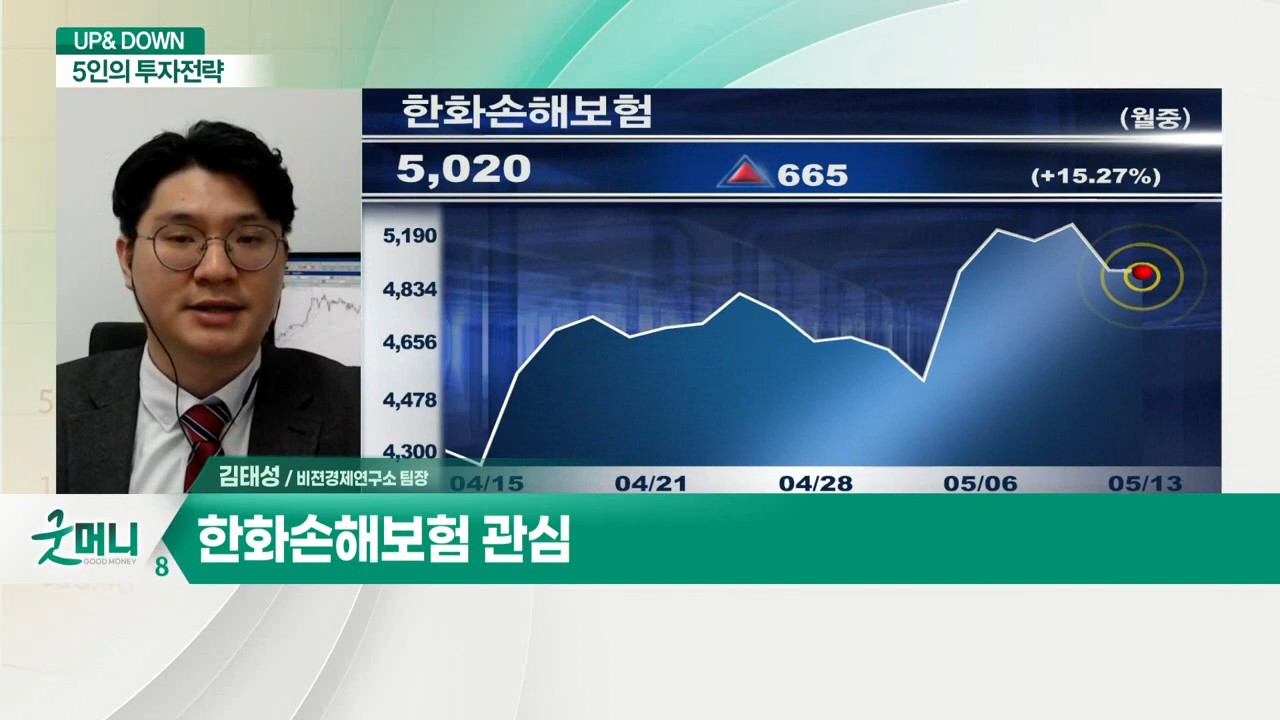 UP& DOWN
5인의 투자전략
한화손해보험
(월중)
5,020
665
(+15.27%)
5,190
4,834
4,656
4,478
4,300
04/15
04/21
04/28
05/06
05/13
김태성 / 비젼경제연구소 팀장
굿머니
GOOD MONEY
8
한화손해보험 관심